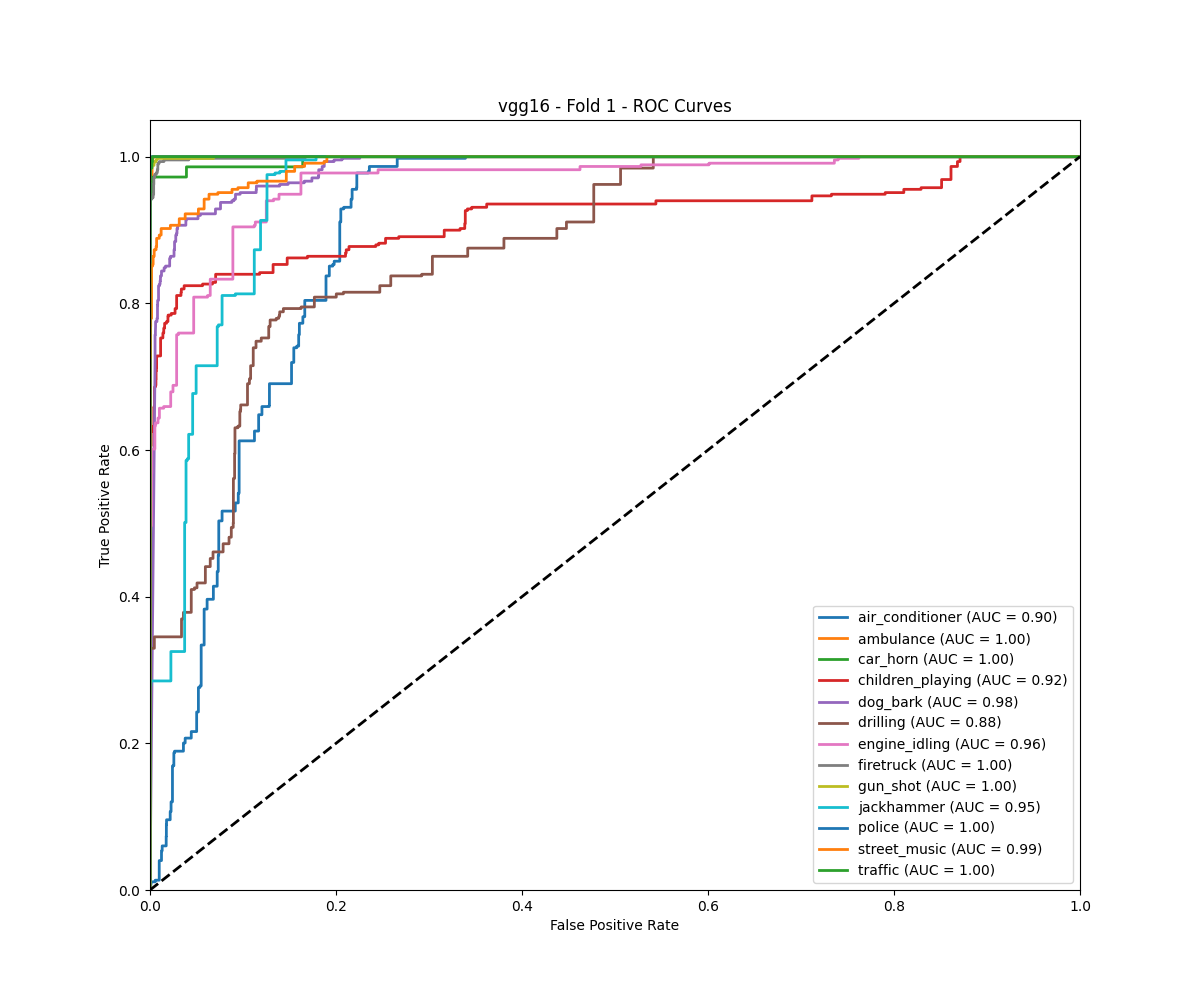 vgg16 - Fold 1 - ROC Curves
True Positive Rate
1.0
0.8
0.6
0.4
0.2
0.0
0.0 0.2 0.4 0.6 0.8 1.0
False Positive Rate
air_conditioner (AUC = 0.90)
ambulance (AUC = 1.00)
car_horn (AUC = 1.00)
children_playing (AUC = 0.92)
dog_bark (AUC = 0.98)
drilling (AUC = 0.88)
engine_idling (AUC = 0.96)
firetruck (AUC = 1.00)
gun_shot (AUC = 1.00)
jackhammer (AUC = 0.95)
police (AUC = 1.00)
street_music (AUC = 0.99)
traffic (AUC = 1.00)